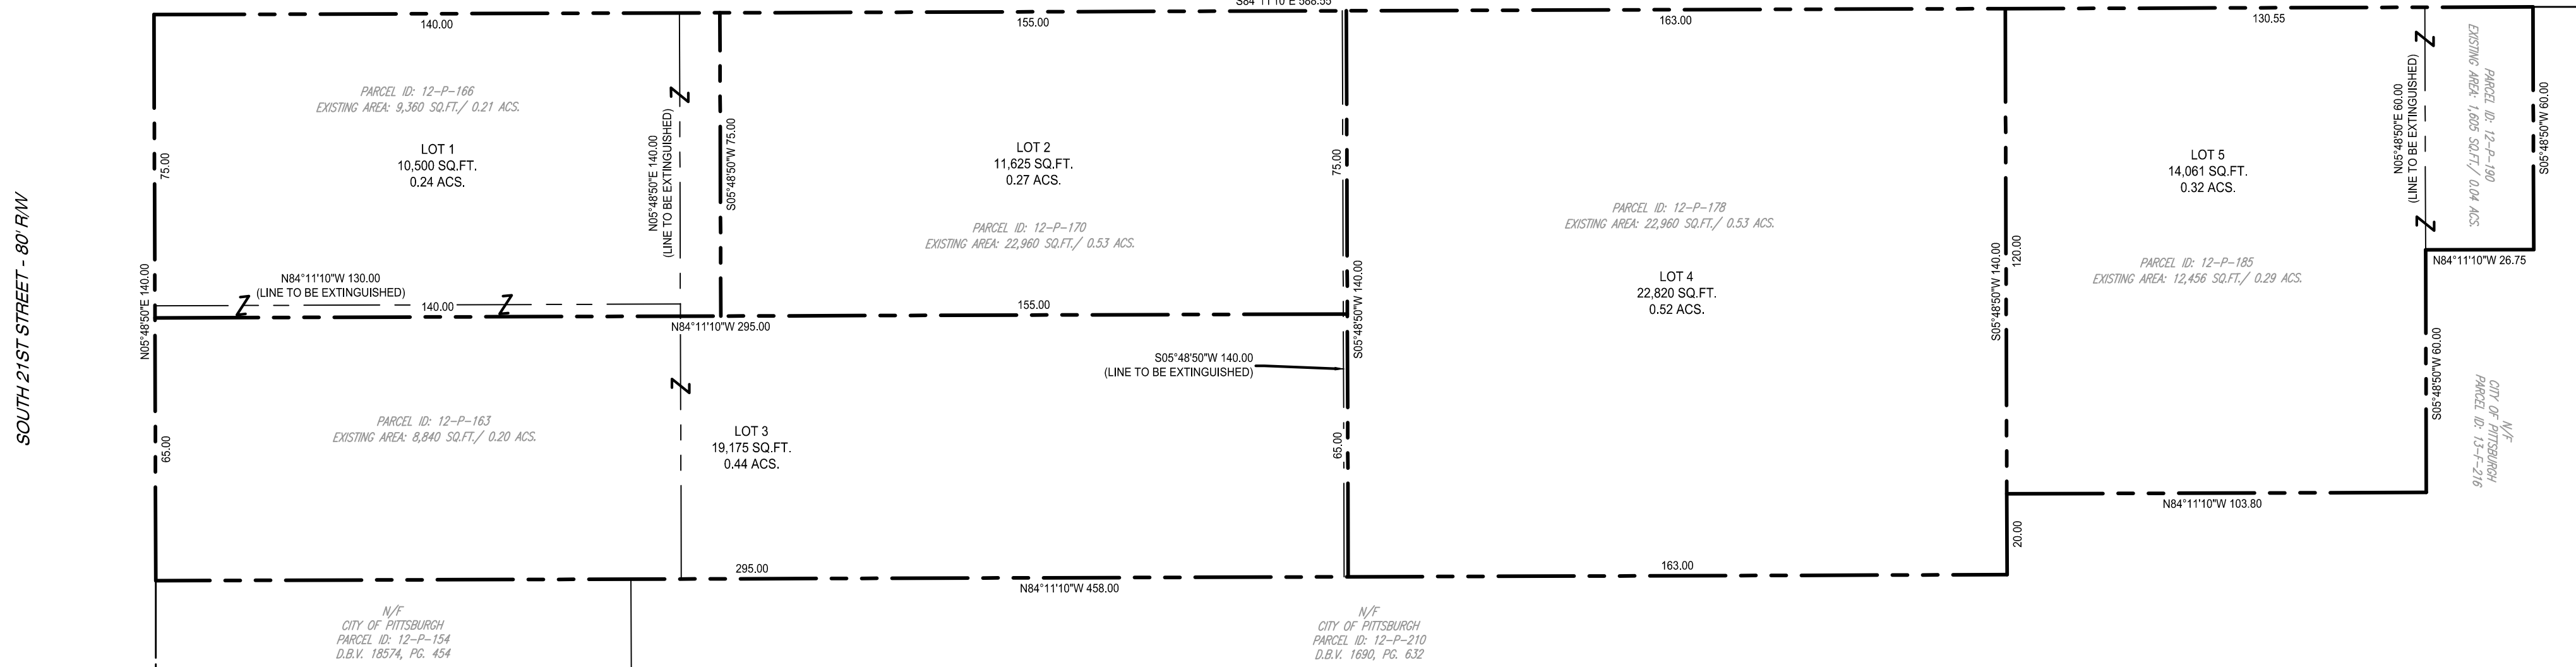 S84°11'10"E 588.55
140.00
155.00
163.00
130.55
PARCEL ID: 12-P-166
EXISTING AREA: 9,360 SQ.FT./ 0.21 ACS.
LOT 1
10,500 SQ.FT.
0.24 ACS.
75.00
N05°48'50"E 140.00
(LINE TO BE EXTINGUISHED)
S05°48'50"W 75.00
LOT 2
11,625 SQ.FT.
0.27 ACS.
PARCEL ID: 12-P-170
EXISTING AREA: 22,960 SQ.FT./ 0.53 ACS.
75.00
PARCEL ID: 12-P-178
EXISTING AREA: 22,960 SQ.FT./ 0.53 ACS.
LOT 4
22,820 SQ.FT.
0.52 ACS.
S05°48'50"W 140.00
S05°48'50"W 140.00
120.00
LOT 5
14,061 SQ.FT.
0.32 ACS.
PARCEL ID: 12-P-185
EXISTING AREA: 12,456 SQ.FT./ 0.29 ACS.
N05°48'50"E 60.00
(LINE TO BE EXTINGUISHED)
PARCEL ID: 12-P-190
EXISTING AREA: 1,605 SQ.FT./ 0.04 ACS.
S05°48'50"W 60.00
N84°11'10"W 26.75
S05°48'50"W 60.00
N/F
CITY OF PITTSBURGH
PARCEL ID: 13-F-216
N84°11'10"W 103.80
20.00
SOUTH 21ST STREET - 80' R/W
N05°48'50"E 140.00
N84°11'10"W 130.00
(LINE TO BE EXTINGUISHED)
140.00
155.00
N84°11'10"W 295.00
S05°48'50"W 140.00
(LINE TO BE EXTINGUISHED)
65.00
PARCEL ID: 12-P-163
EXISTING AREA: 8,840 SQ.FT./ 0.20 ACS.
LOT 3
19,175 SQ.FT.
0.44 ACS.
65.00
295.00
163.00
N84°11'10"W 458.00
N/F
CITY OF PITTSBURGH
PARCEL ID: 12-P-154
D.B.V. 18574, PG. 454
N/F
CITY OF PITTSBURGH
PARCEL ID: 12-P-210
D.B.V. 1690, PG. 632